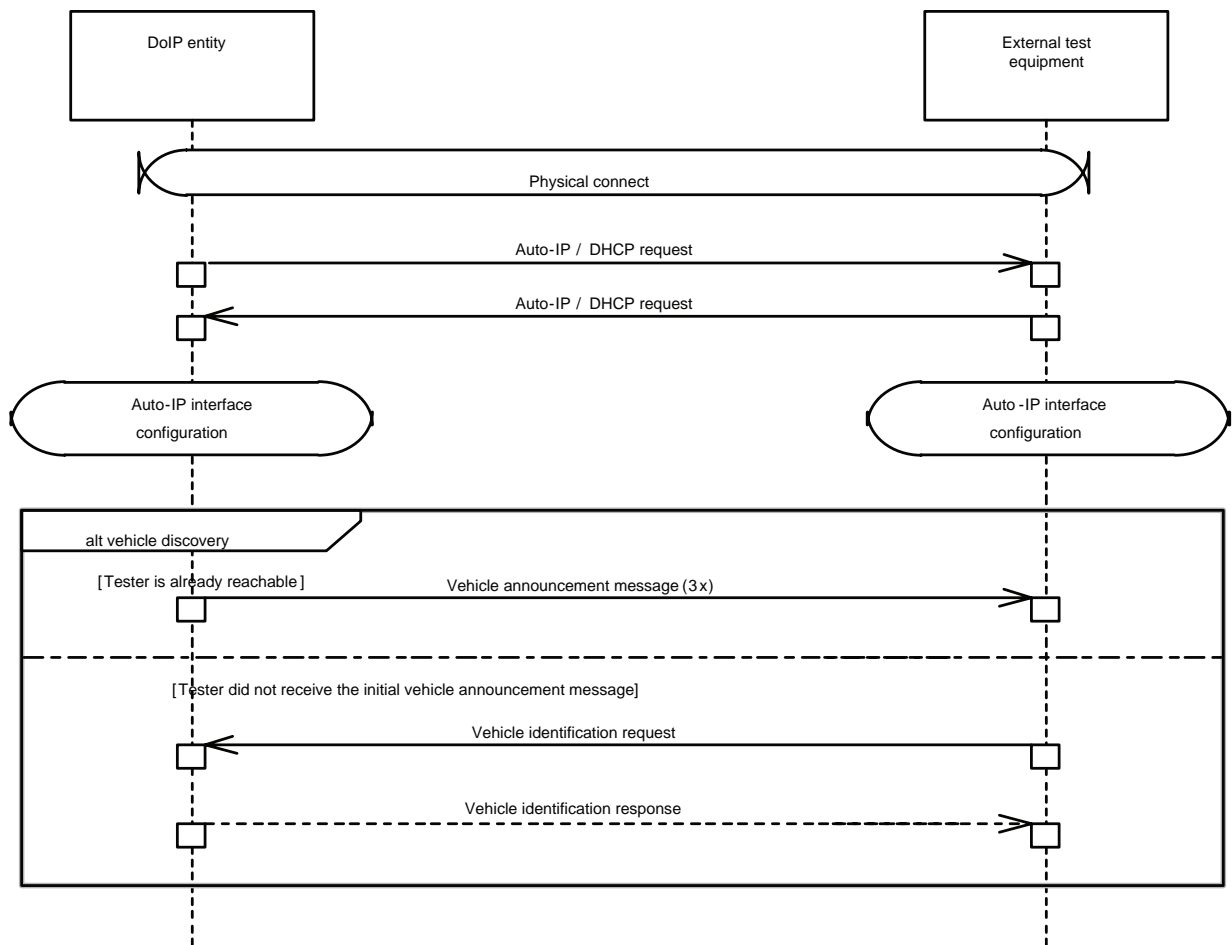 DoIP entity
External test
equipment
Physical connect
Auto-IP / DHCP request
Auto-IP / DHCP request
Auto-IP interface
configuration
Auto-IP interface
configuration
alt vehicle discovery
[Tester is already reachable]
Vehicle announcement message (3x)
[Tester did not receive the initial vehicle announcement message]
Vehicle identification request
Vehicle identification response